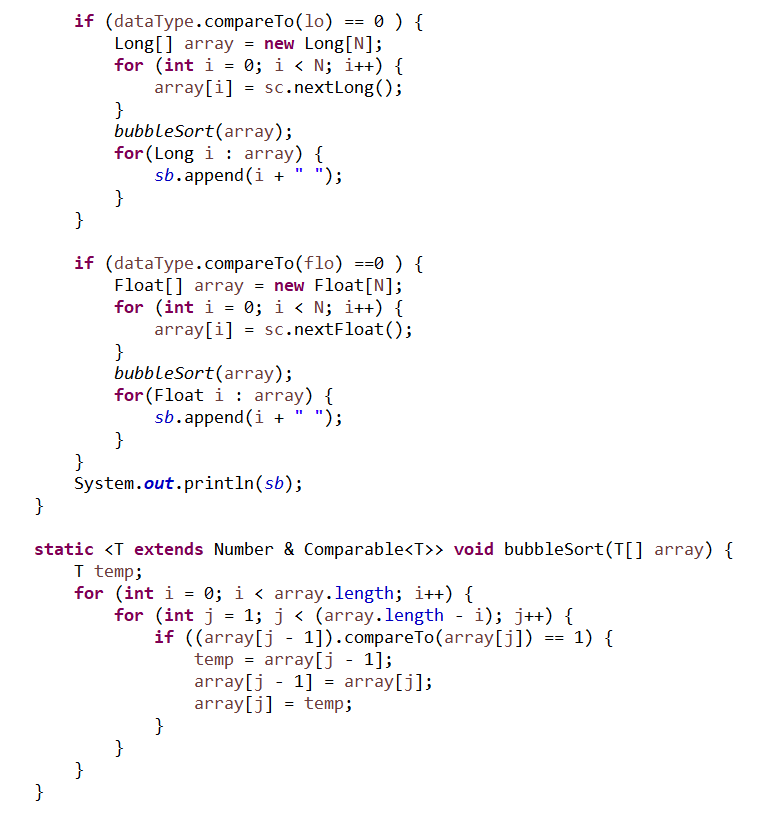 if (dataType.compareTo(lo) == 0 ) {
Long[] array = new Long[N];
for (int i = 0; i < N; i++) {
array[i] = sc.nextLong();
}
bubbleSort(array);
for(Long i : array) {
sb.append(i + " ");
}
}
if (dataType.compareTo(flo) ==0 ) {
Float[] array = new Float[N];
for (int i = 0; i < N; i++) {
array[i] = sc.nextFloat();
}
bubbleSort(array);
for(Float i : array) {
sb.append(i + " ");
}
}
System.out.println(sb);
}
static <T extends Number & Comparable<T>> void bubbleSort(T[] array) {
T temp;
for (int i = 0; i < array.length; i++) {
for (int j = 1; j < (array.length - i); j++) {
if ((array[j - 1]).compareTo(array[j]) == 1) {
temp = array[j - 1];
array[j - 1] = array[j];
array[j] = temp;
}
}
}
}